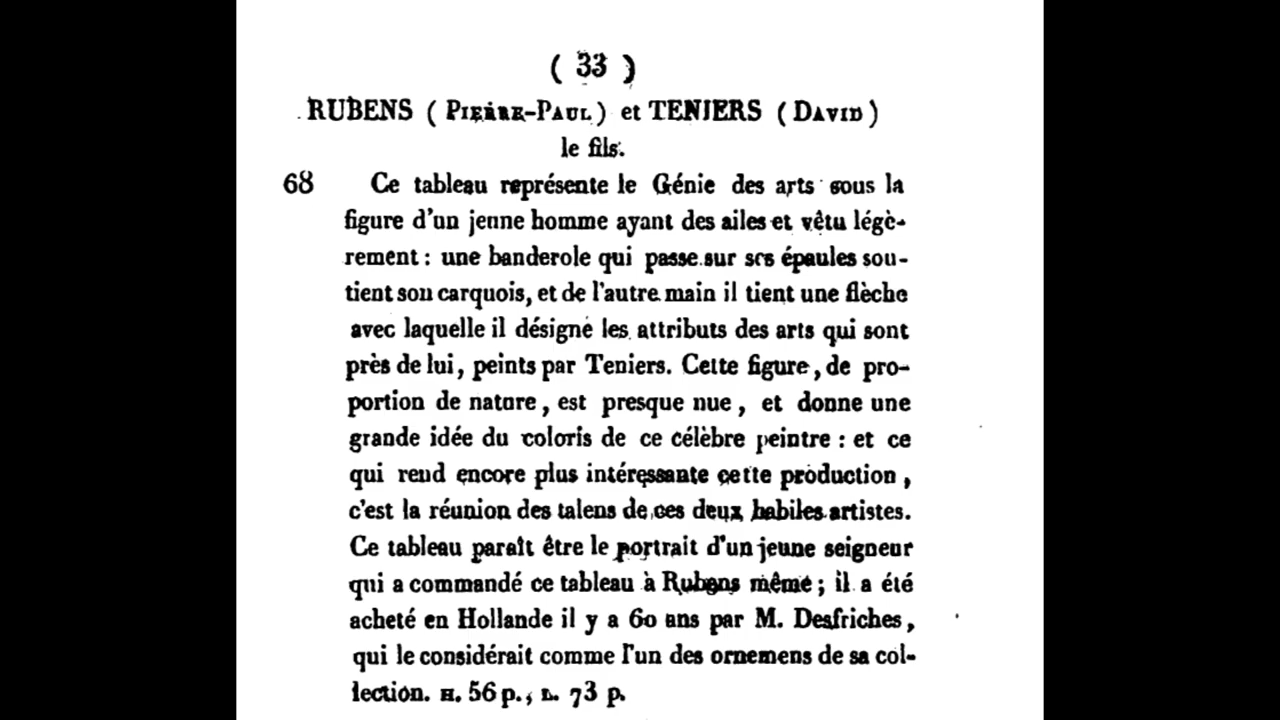 ( 33 )
RUBENS ( PIERRE-PAUL ) et TENIERS ( DAVID )
le fils.
68 Ce tableau représente le Génie des arts sous la
figure d'un jenne homme ayant des ailes et vêtu légè-
rement : une banderole qui passe sur ses épaules sou-
tient son carquois, et de l'autre main il tient une flèche
avec laquelle il désigne les attributs des arts qui sont
près de lui, peints par Teniers. Cette figure, de pro-
portion de nature, est presque nue, et donne une
grande idée du coloris de ce célèbre peintre : et ce
qui rend encore plus intéressante cette production,
c'est la réunion des talens de ces deux habiles artistes.
Ce tableau paraît être le portrait d'un jeune seigneur
qui a commandé ce tableau à Rubens même ; il a été
acheté en Hollande il y a 60 ans par M. Desfriches,
qui le considérait comme l'un des ornemens de sa col-
lection. H. 56 p., L. 73 p.